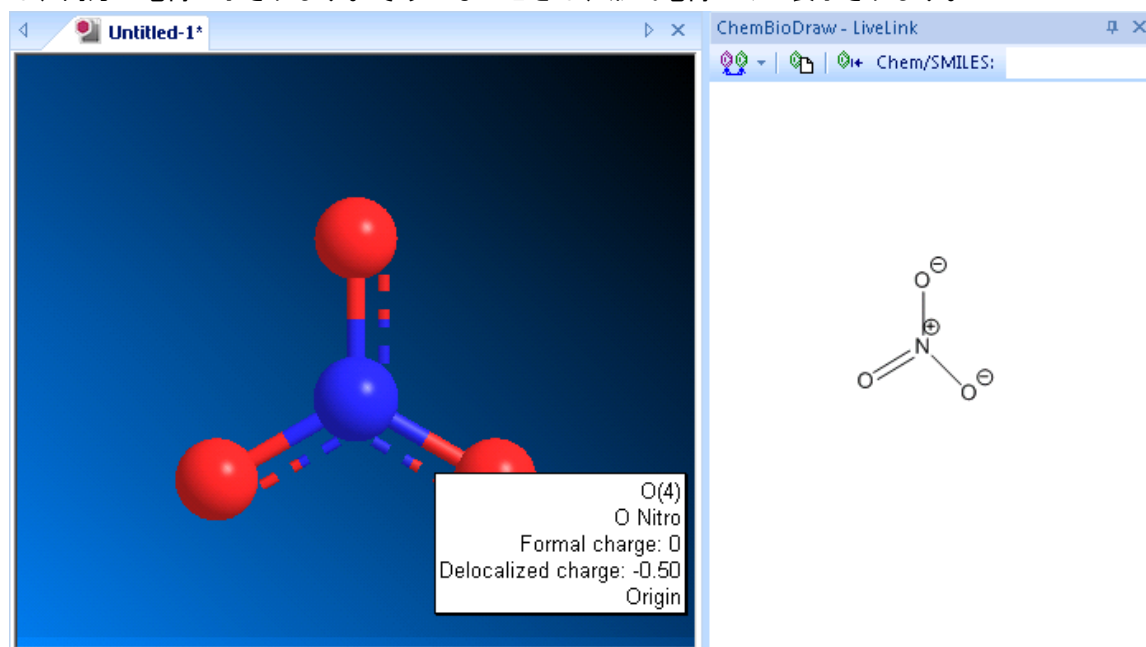 Untitled-1*
ChemBioDraw - LiveLink
Chem/SMILES:
O(4)
O Nitro
Formal charge: 0
Delocalized charge: -0.50
Origin
O
N
O
O